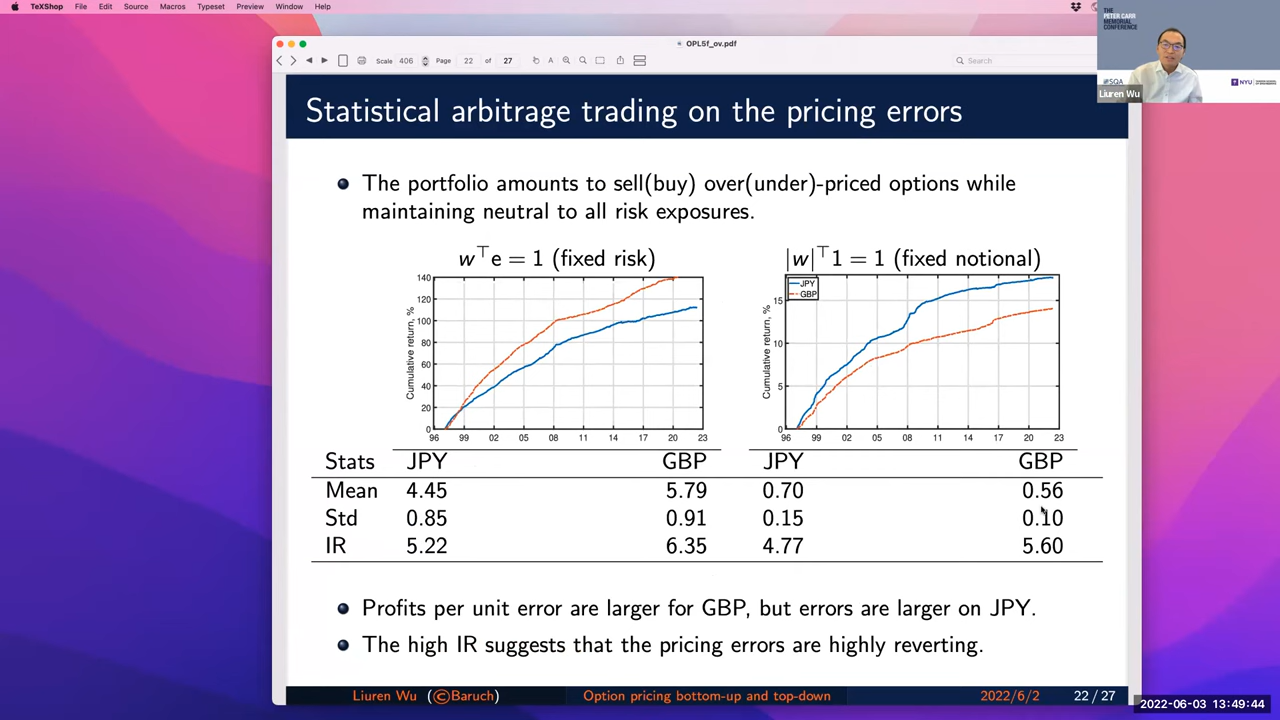 TeXShop File Edit Source Macros Typeset Preview Window Help
THE
PETER CARR
MEMORIAL
CONFERENCE
SQA
NYU
Liuren Wu
OPL5f_ov.pdf
Scale 406 Page 22 of 27
Search
Statistical arbitrage trading on the pricing errors
The portfolio amounts to sell(buy) over(under)-priced options while
maintaining neutral to all risk exposures.
w⊤e = 1 (fixed risk)
Cumulative return, %
140
120
100
80
60
40
20
0
96 99 02 05 08 11 14 17 20 23
|w|⊤1 = 1 (fixed notional)
JPY
GBP
Cumulative return, %
15
10
5
0
96 99 02 05 08 11 14 17 20 23
Stats JPY GBP JPY GBP
Mean 4.45 5.79 0.70 0.56
Std 0.85 0.91 0.15 0.10
IR 5.22 6.35 4.77 5.60
Profits per unit error are larger for GBP, but errors are larger on JPY.
The high IR suggests that the pricing errors are highly reverting.
Liuren Wu (©Baruch) Option pricing bottom-up and top-down 2022/6/2 22 / 27
2022-06-03 13:49:44